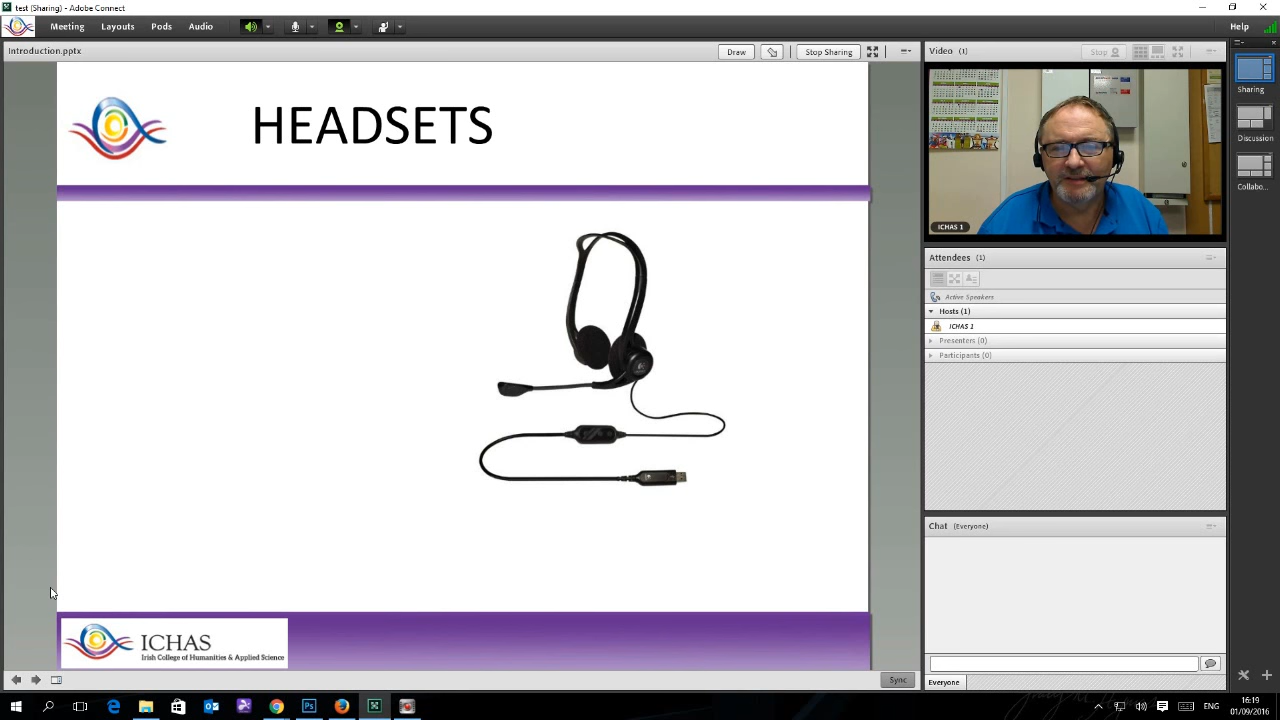 test (Sharing) - Adobe Connect
Meeting Layouts Pods Audio Help
Introduction.pptx Draw Stop Sharing
HEADSETS
ICHAS
Irish College of Humanities & Applied Science
Sync
Video (1) Stop
ICHAS 1
Attendees (1)
Active Speakers
Hosts (1)
ICHAS 1
Presenters (0)
Participants (0)
Chat (Everyone)
Everyone
Sharing
Discussion
Collabo...
ENG
16:19
01/09/2016